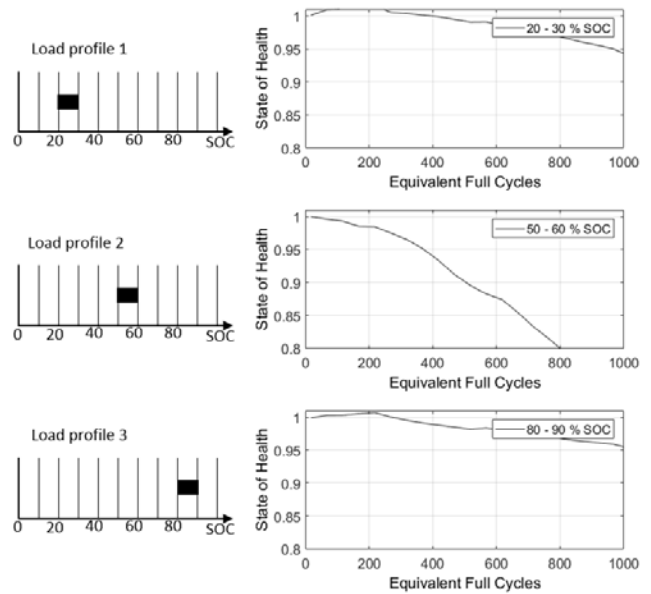 Load profile 1
0 20 40 60 80 SOC
State of Health
1
0.95
0.9
0.85
0.8
20 - 30 % SOC
0 200 400 600 800 1000
Equivalent Full Cycles
Load profile 2
0 20 40 60 80 SOC
State of Health
1
0.95
0.9
0.85
0.8
50 - 60 % SOC
0 200 400 600 800 1000
Equivalent Full Cycles
Load profile 3
0 20 40 60 80 SOC
State of Health
1
0.95
0.9
0.85
0.8
80 - 90 % SOC
0 200 400 600 800 1000
Equivalent Full Cycles